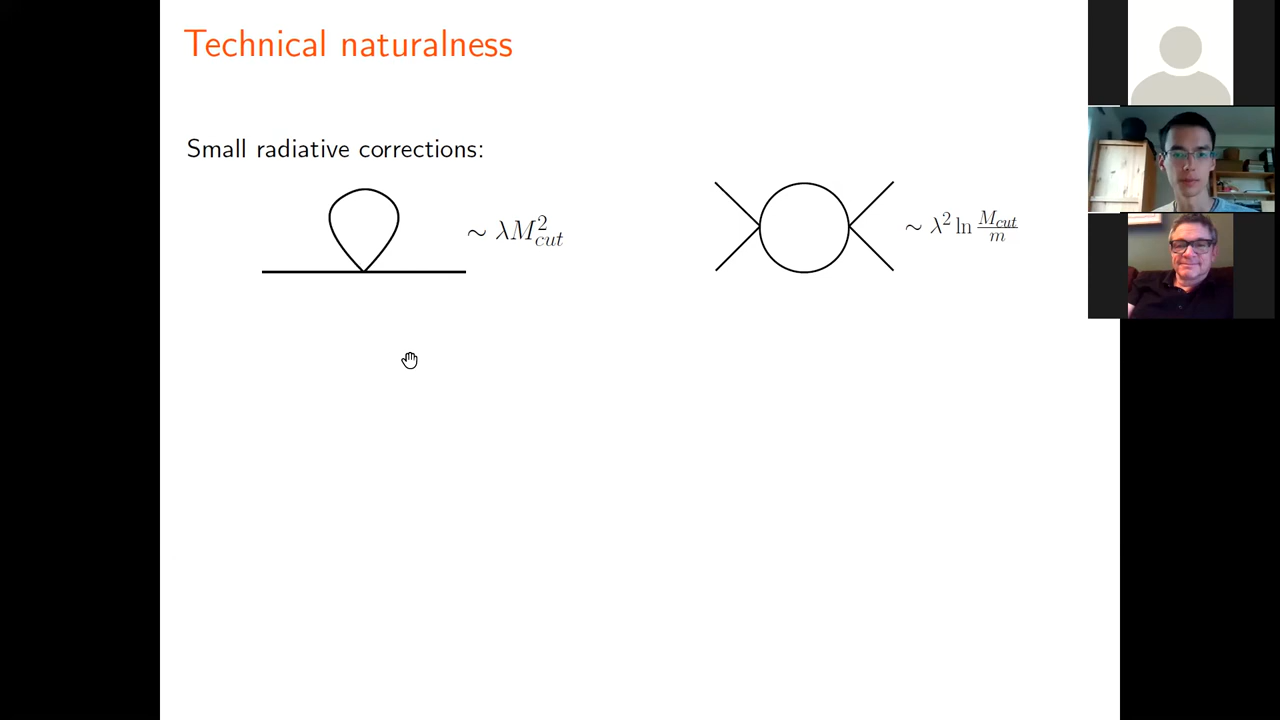 Technical naturalness
Small radiative corrections:
∼ λM²_cut
∼ λ² ln M_cut/m